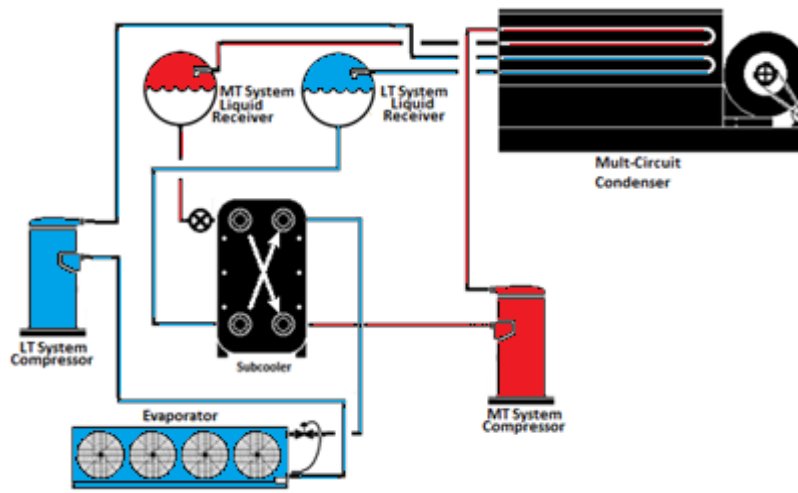 MT System
Liquid
Receiver
LT System
Liquid
Receiver
Mult-Circuit
Condenser
LT System
Compressor
Subcooler
MT System
Compressor
Evaporator